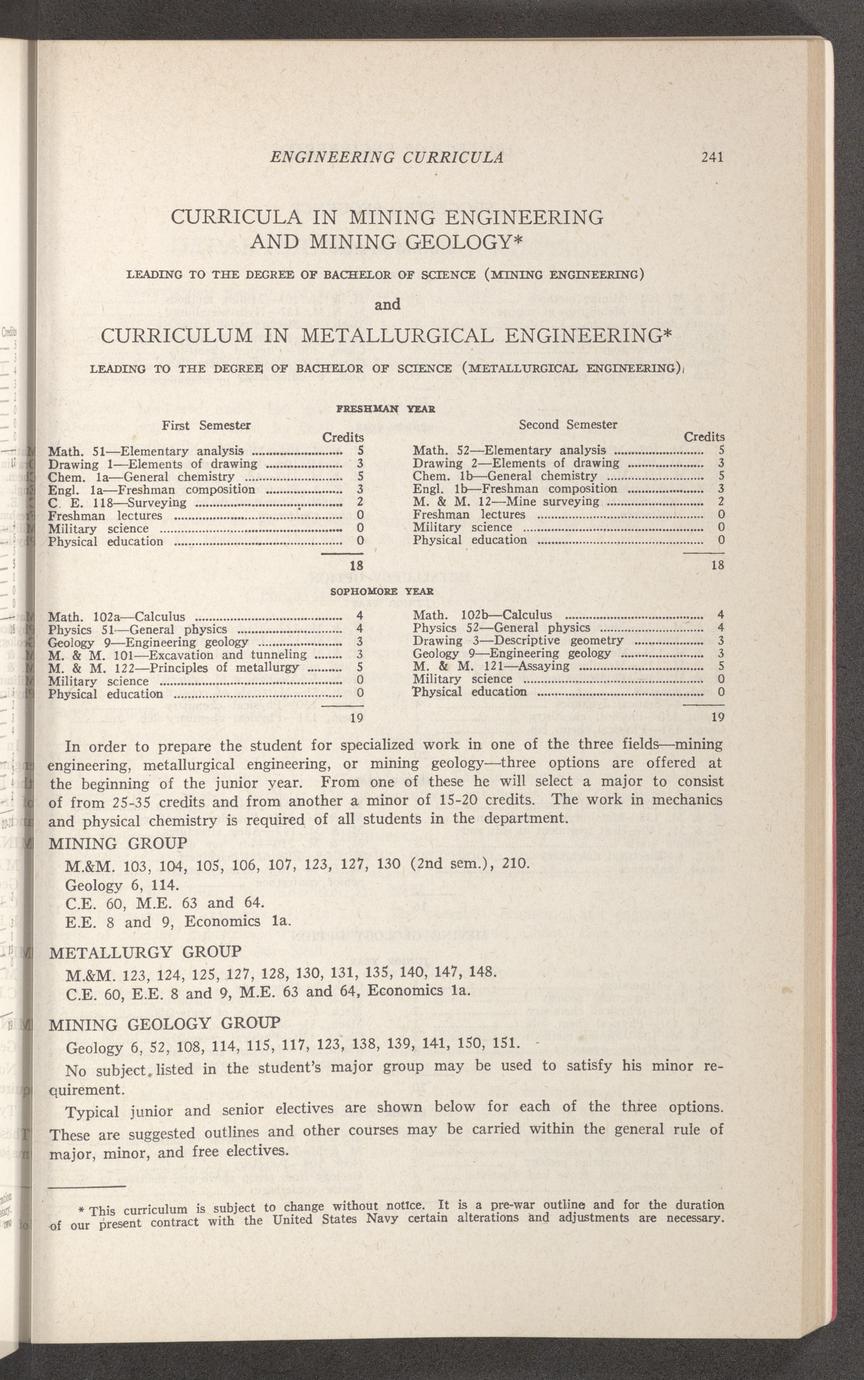 ENGINEERING CURRICULA 241
CURRICULA IN MINING ENGINEERING
AND MINING GEOLOGY*
LEADING TO THE DEGREE OF BACHELOR OF SCIENCE (MINING ENGINEERING)
and
CURRICULUM IN METALLURGICAL ENGINEERING*
LEADING TO THE DEGREE OF BACHELOR OF SCIENCE (METALLURGICAL ENGINEERING)
FRESHMAN YEAR
First Semester
Credits
Math. 51—Elementary analysis 5
Drawing 1—Elements of drawing 3
Chem. 1a—General chemistry 5
Engl. 1a—Freshman composition 3
C. E. 118—Surveying 2
Freshman lectures 0
Military science 0
Physical education 0
18
Second Semester
Credits
Math. 52—Elementary analysis 5
Drawing 2—Elements of drawing 3
Chem. 1b—General chemistry 5
Engl. 1b—Freshman composition 3
M. & M. 12—Mine surveying 2
Freshman lectures 0
Military science 0
Physical education 0
18
SOPHOMORE YEAR
Math. 102a—Calculus 4
Physics 51—General physics 4
Geology 9—Engineering geology 3
M. & M. 101—Excavation and tunneling 3
M. & M. 122—Principles of metallurgy 5
Military science 0
Physical education 0
19
Math. 102b—Calculus 4
Physics 52—General physics 4
Drawing 3—Descriptive geometry 3
Geology 9—Engineering geology 3
M. & M. 121—Assaying 5
Military science 0
Physical education 0
19
In order to prepare the student for specialized work in one of the three fields—mining
engineering, metallurgical engineering, or mining geology—three options are offered at
the beginning of the junior year. From one of these he will select a major to consist
of from 25-35 credits and from another a minor of 15-20 credits. The work in mechanics
and physical chemistry is required of all students in the department.
MINING GROUP
M.&M. 103, 104, 105, 106, 107, 123, 127, 130 (2nd sem.), 210.
Geology 6, 114.
C.E. 60, M.E. 63 and 64.
E.E. 8 and 9, Economics 1a.
METALLURGY GROUP
M.&M. 123, 124, 125, 127, 128, 130, 131, 135, 140, 147, 148.
C.E. 60, E.E. 8 and 9, M.E. 63 and 64, Economics 1a.
MINING GEOLOGY GROUP
Geology 6, 52, 108, 114, 115, 117, 123, 138, 139, 141, 150, 151.
No subject listed in the student's major group may be used to satisfy his minor re-
quirement.
Typical junior and senior electives are shown below for each of the three options.
These are suggested outlines and other courses may be carried within the general rule of
major, minor, and free electives.
* This curriculum is subject to change without notice. It is a pre-war outline and for the duration
of our present contract with the United States Navy certain alterations and adjustments are necessary.